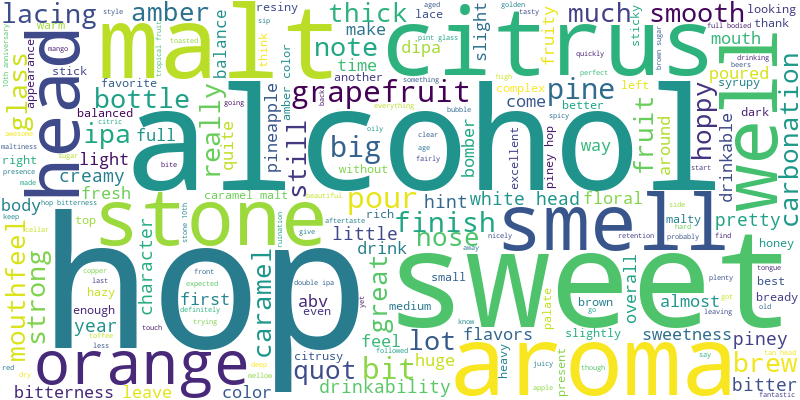 lacing
amber
malt
citrus
thick
much
smooth
warm
style
aged
lace
sip
resiny
golden
tasty
looking
thank
10th anniversary
glass
appearance
head
mango
stick
favorite
tropical fruit
toasted
balance
think
note
make
time
another
pint glass
dipa
slight
fruity
sticky
full bodied
quickly
brown sugar
mouth
poured
drinking
beers
well
bottle
amber color
pineapple
grapefruit
something
high
complex
perfect
pine
come
better
left
syrupy
balanced
citric
going
really
alcohol
back
everything
bubble
hoppy
dark
carbonation
awesome
maltiness
ipa
full
quite
still
big
oily
clear
age
fairly
bomber
spicy
excellent
way
fruit
around
drinkable
right
presence
sugar
light
bite
without
piney hop
start
made
creamy
fresh
caramel malt
beautiful
body
hop bitterness
keep
top
stone
stone 10th
pour
hint
white head
floral
side
malty
hard
probably
pretty
mouthfeel
strong
cellar
character
hop
ruination
give
rich
aftertaste
finish
smell
retention
find
little
nose
nicely
away
honey
copper
last
hazy
front
expected
first
definitely
trying
caramel
double ipa
drink
great
small
sweet
overall
plenty
tongue
best
bready
old
enough
year
touch
less
toffee
abv
even
yet
medium
palate
brown
go
almost
got
leaving
red
dry
orange
citrusy
feel
followed
know
lot
flavors
slightly
sweetness
piney
say
tan head
deep
mellow
quot
bit
huge
heavy
aroma
juicy
apple
present
though
brew
bitterness
leave
color
drinkability
bitter
fantastic